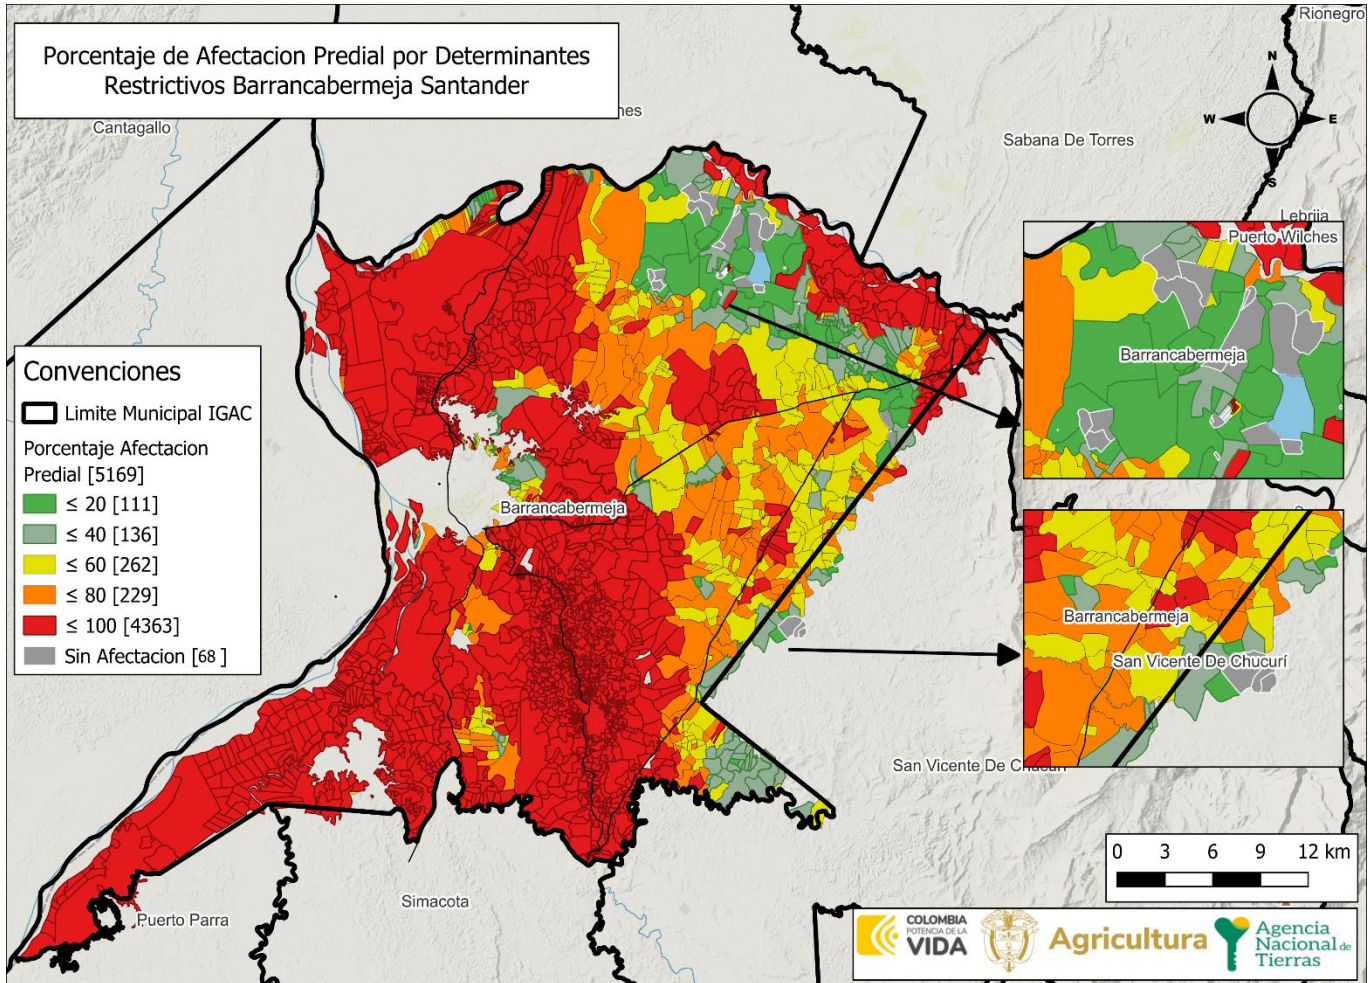 Porcentaje de Afectacion Predial por Determinantes
Restrictivos Barrancabermeja Santander
Rionegro
Cantagallo
nes
Sabana De Torres
N
W
E
S
Lebrija
Puerto Wilches
Barrancabermeja
Convenciones
Limite Municipal IGAC
Porcentaje Afectacion
Predial [5169]
≤ 20 [111]
≤ 40 [136]
≤ 60 [262]
≤ 80 [229]
≤ 100 [4363]
Sin Afectacion [68 ]
Barrancabermeja
Barrancabermeja
San Vicente De Chucurí
San Vicente De Chucurí
Simacota
Puerto Parra
0 3 6 9 12 km
COLOMBIA
POTENCIA DE LA
VIDA
Agricultura
Agencia
Nacional de
Tierras